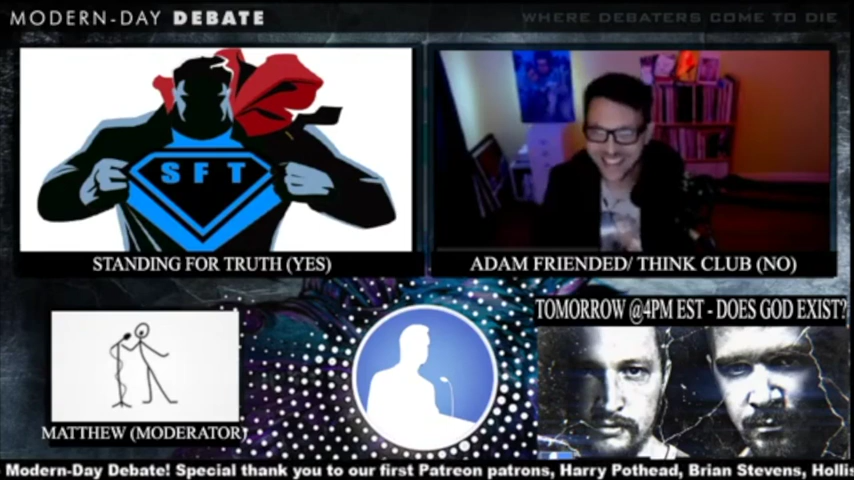 MODERN-DAY DEBATE
WHERE DEBATERS COME TO DIE
SFT
STANDING FOR TRUTH (YES)
ADAM FRIENDED/ THINK CLUB (NO)
TOMORROW @4PM EST - DOES GOD EXIST?
MATTHEW (MODERATOR)
Modern-Day Debate! Special thank you to our first Patreon patrons, Harry Pothead, Brian Stevens, Hollis